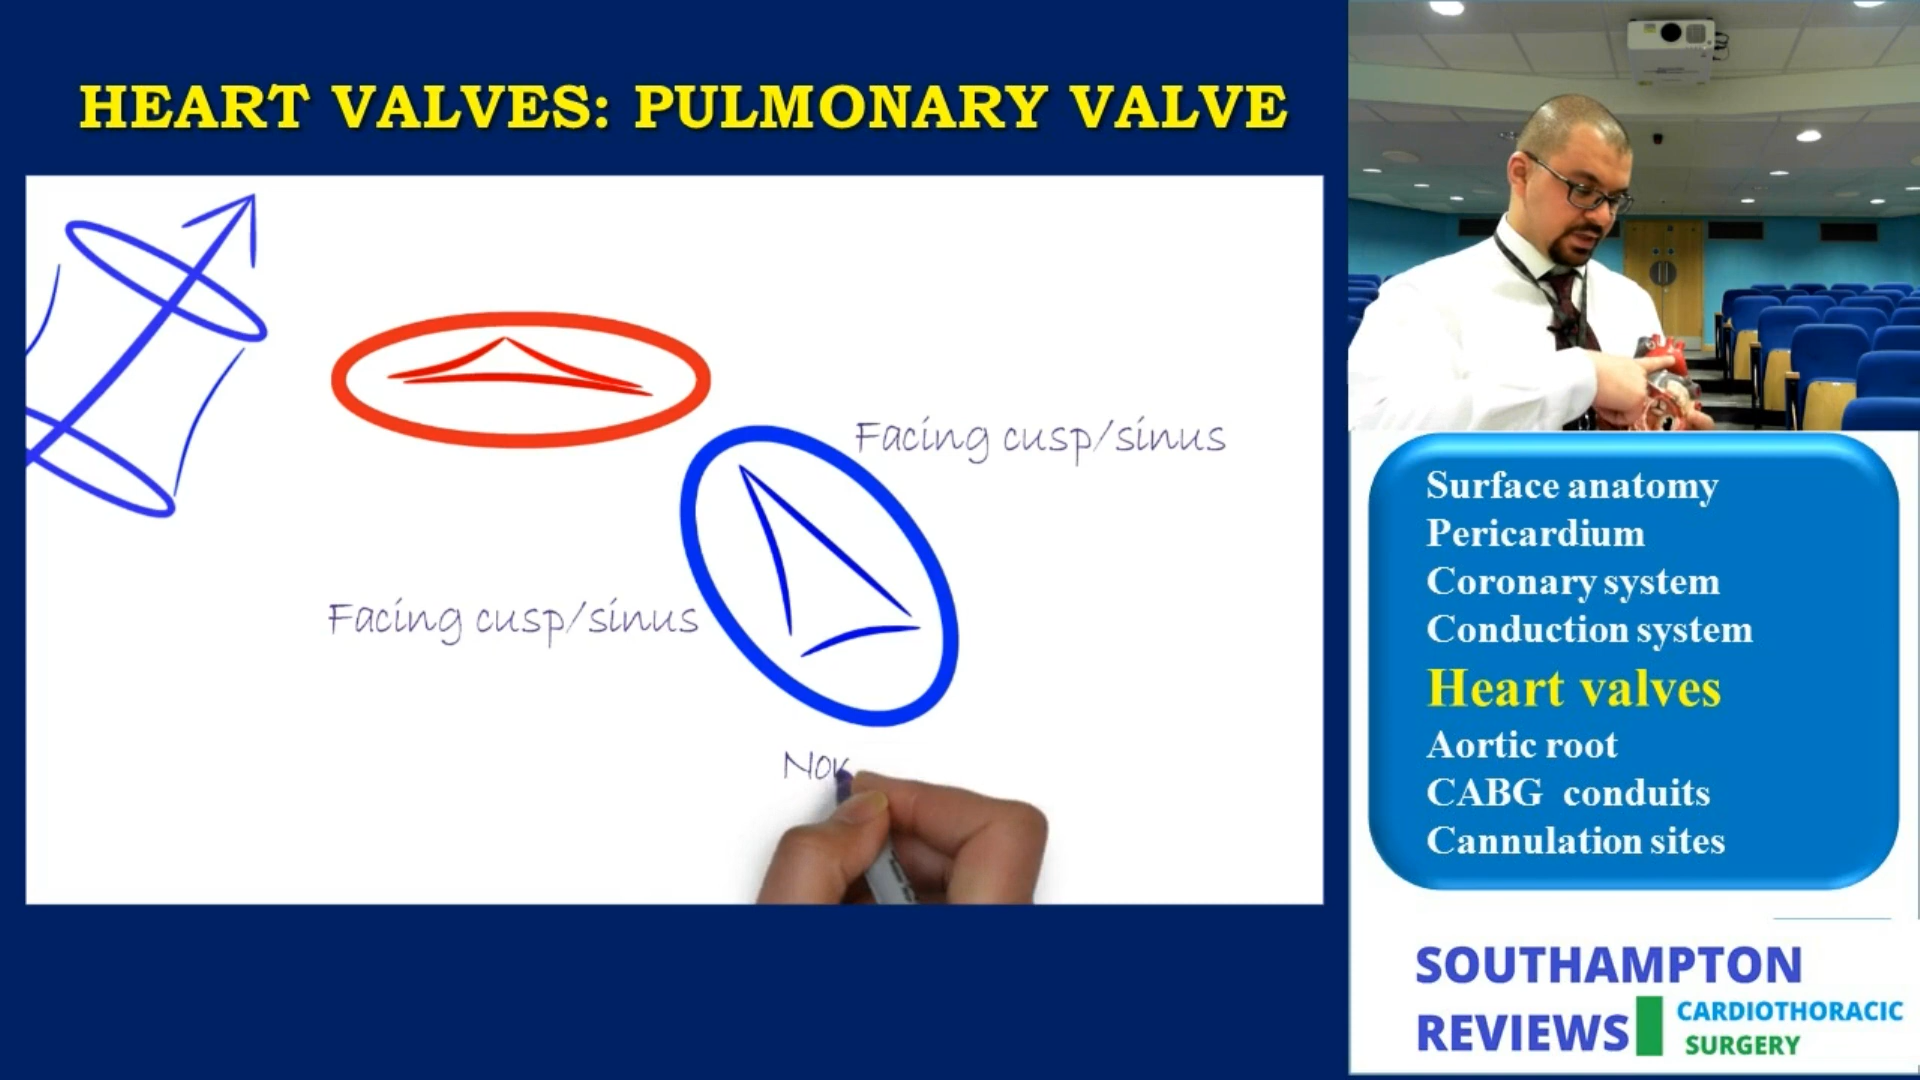 HEART VALVES: PULMONARY VALVE
Facing cusp/sinus
Facing cusp/sinus
Surface anatomy
Pericardium
Coronary system
Conduction system
Heart valves
Aortic root
CABG conduits
Cannulation sites
SOUTHAMPTON
REVIEWS
CARDIOTHORACIC
SURGERY